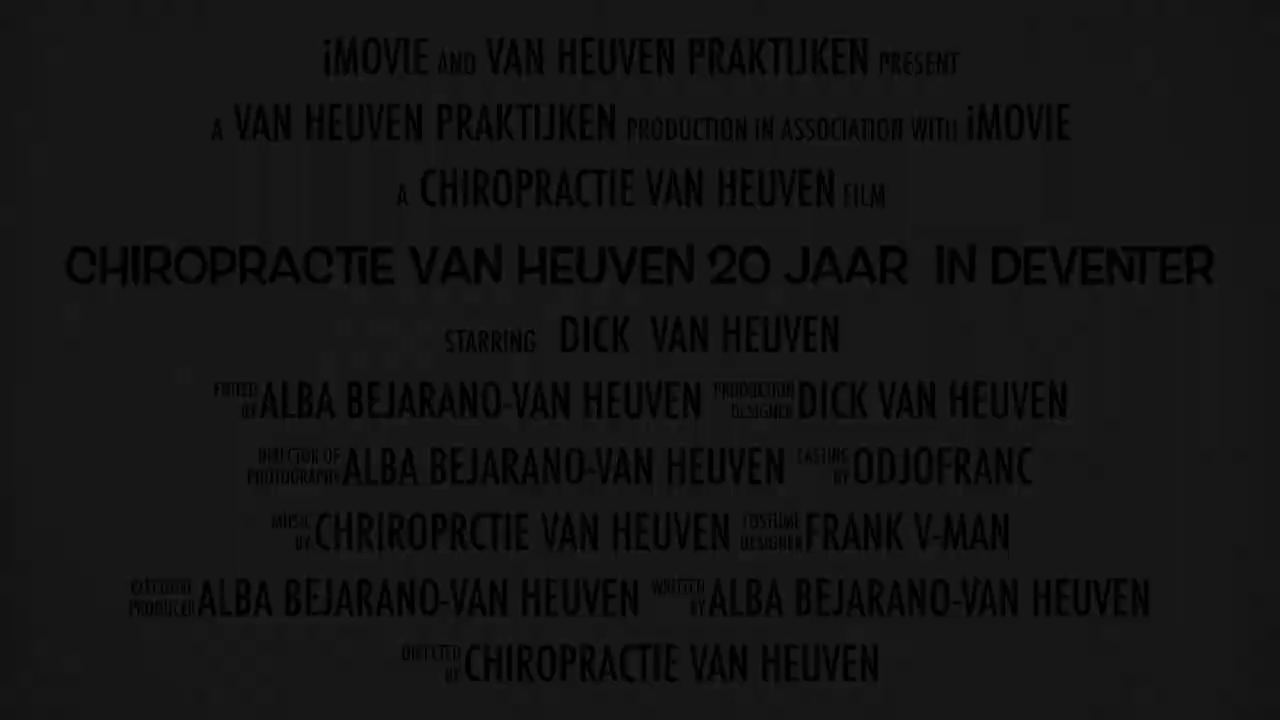 iMOVIE AND VAN HEUVEN PRAKTIJKEN PRESENT
A VAN HEUVEN PRAKTIJKEN PRODUCTION IN ASSOCIATION WITH iMOVIE
A CHIROPRACTIE VAN HEUVEN FILM
CHIROPRACTIE VAN HEUVEN 20 JAAR IN DEVENTER
STARRING DICK VAN HEUVEN
EDITED BY ALBA BEJARANO-VAN HEUVEN PRODUCTION DESIGNER DICK VAN HEUVEN
DIRECTOR OF PHOTOGRAPHY ALBA BEJARANO-VAN HEUVEN CASTING BY ODJOFRANC
MUSIC BY CHRIROPRCTIE VAN HEUVEN COSTUME DESIGNER FRANK V-MAN
EXECUTIVE PRODUCER ALBA BEJARANO-VAN HEUVEN WRITTEN BY ALBA BEJARANO-VAN HEUVEN
DIRECTED BY CHIROPRACTIE VAN HEUVEN